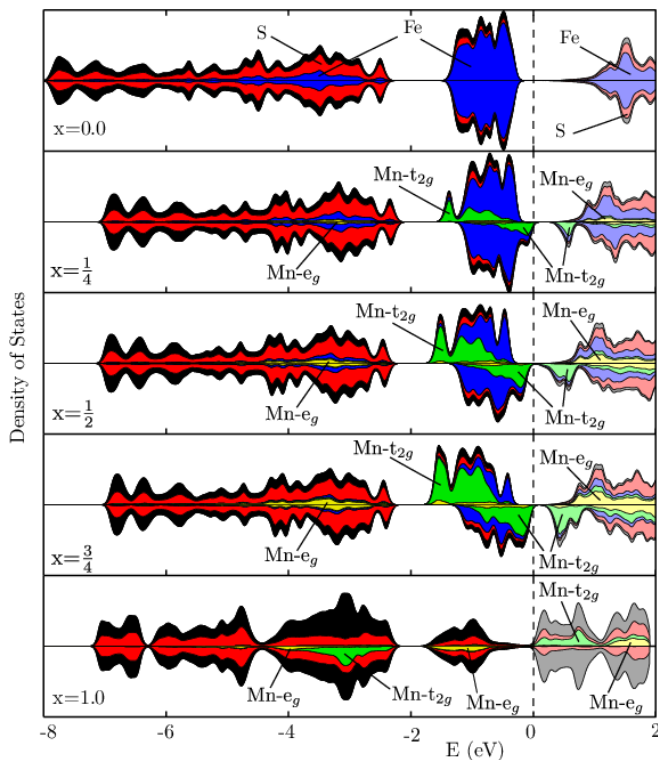 S
Fe
Fe
S
x=0.0
Mn-t2g
Mn-eg
Mn-eg
Mn-t2g
x=1/4
Mn-t2g
Mn-eg
Mn-eg
Mn-t2g
x=1/2
Mn-t2g
Mn-eg
Mn-eg
Mn-t2g
x=3/4
Mn-t2g
Mn-eg
Mn-t2g
Mn-eg
Mn-eg
x=1.0
Density of States
-8 -6 -4 -2 0 2
E (eV)